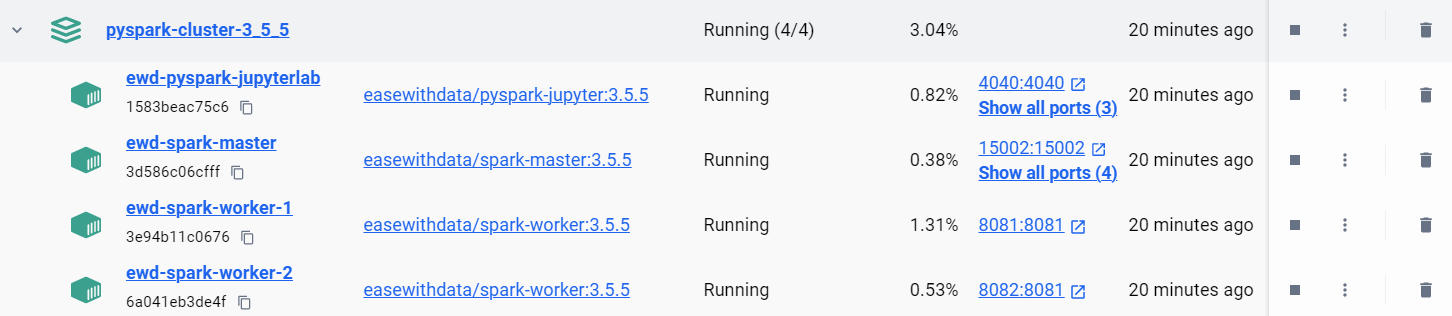 pyspark-cluster-3_5_5 Running (4/4) 3.04% 20 minutes ago
ewd-pyspark-jupyterlab
1583beac75c6 easewithdata/pyspark-jupyter:3.5.5 Running 0.82% 4040:4040 20 minutes ago
Show all ports (3)
ewd-spark-master
3d586c06cfff easewithdata/spark-master:3.5.5 Running 0.38% 15002:15002 20 minutes ago
Show all ports (4)
ewd-spark-worker-1
3e94b11c0676 easewithdata/spark-worker:3.5.5 Running 1.31% 8081:8081 20 minutes ago
ewd-spark-worker-2
6a041eb3de4f easewithdata/spark-worker:3.5.5 Running 0.53% 8082:8081 20 minutes ago